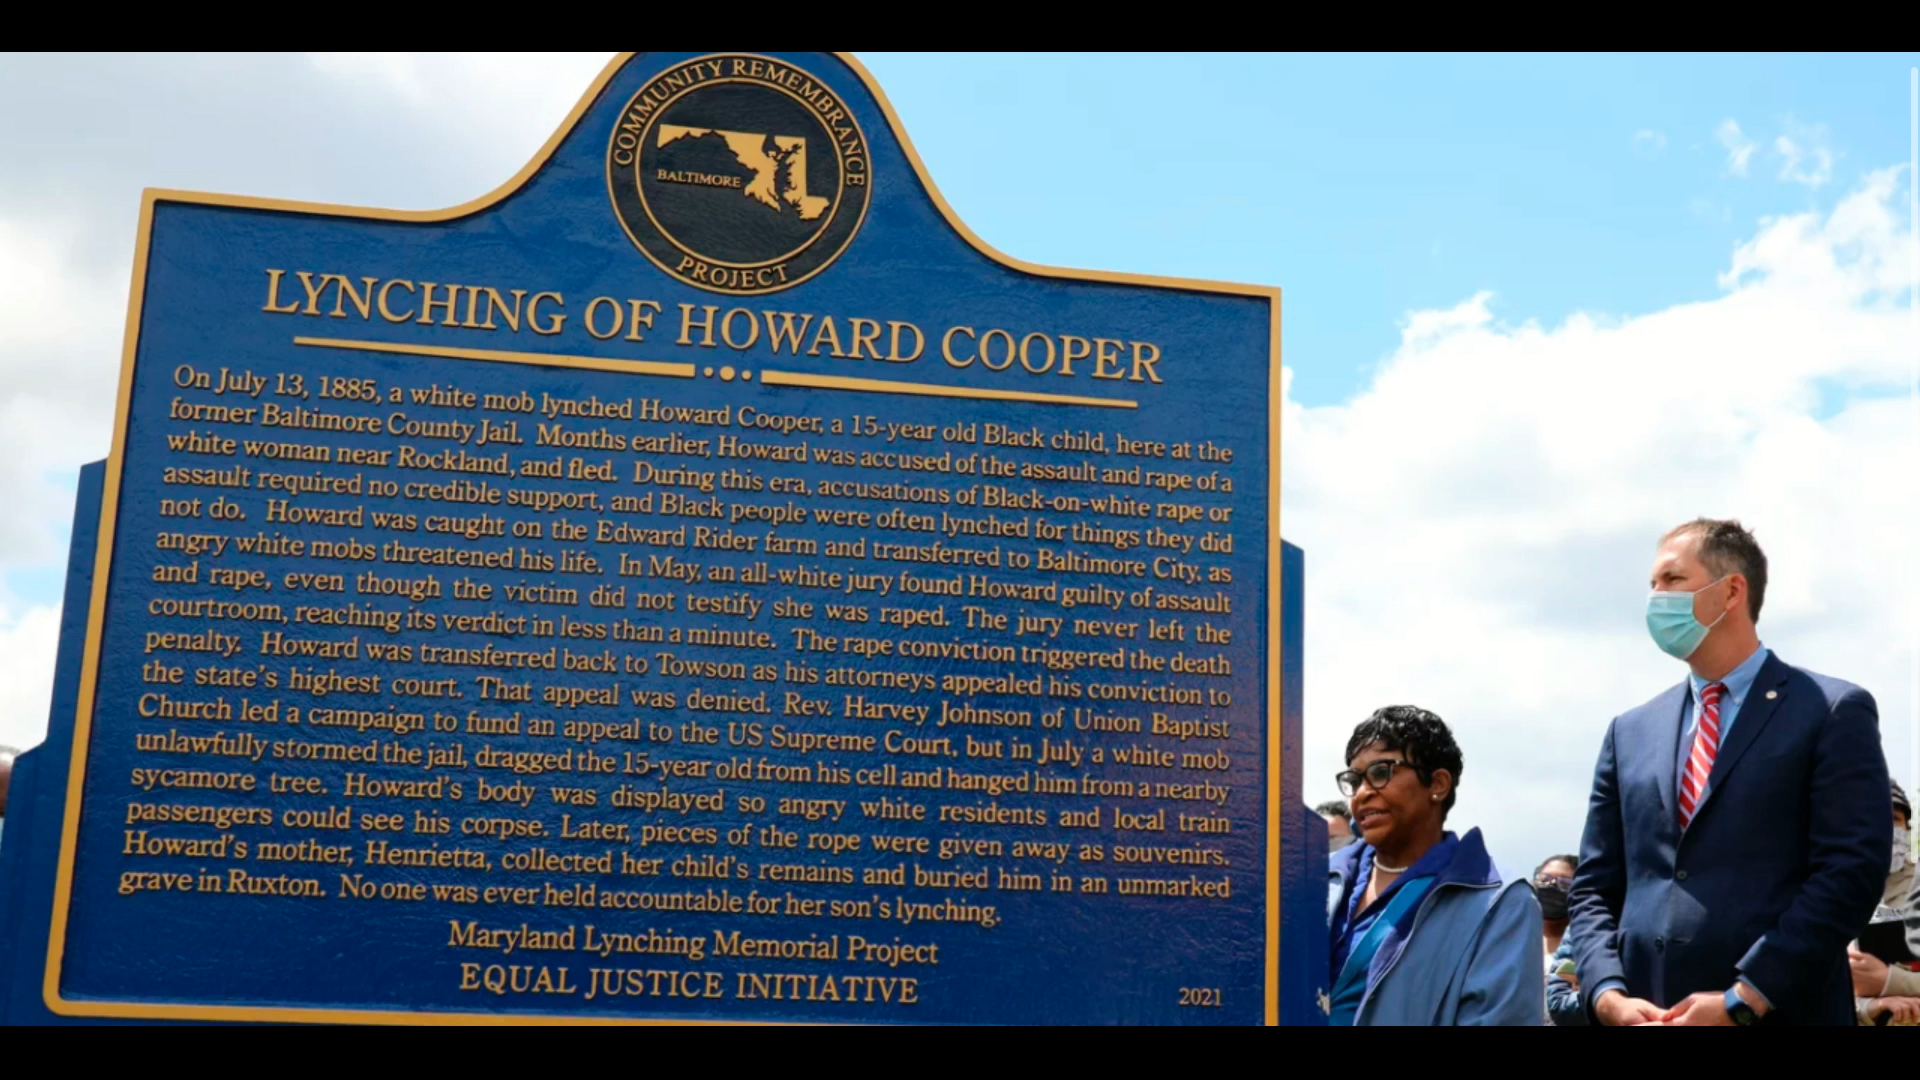 COMMUNITY REMEMBRANCE
BALTIMORE
PROJECT
LYNCHING OF HOWARD COOPER
On July 13, 1885, a white mob lynched Howard Cooper, a 15-year old Black child, here at the
former Baltimore County Jail. Months earlier, Howard was accused of the assault and rape of a
white woman near Rockland, and fled. During this era, accusations of Black-on-white rape or
assault required no credible support, and Black people were often lynched for things they did
not do. Howard was caught on the Edward Rider farm and transferred to Baltimore City, as
angry white mobs threatened his life. In May, an all-white jury found Howard guilty of assault
and rape, even though the victim did not testify she was raped. The jury never left the
courtroom, reaching its verdict in less than a minute. The rape conviction triggered the death
penalty. Howard was transferred back to Towson as his attorneys appealed his conviction to
the state's highest court. That appeal was denied. Rev. Harvey Johnson of Union Baptist
Church led a campaign to fund an appeal to the US Supreme Court, but in July a white mob
unlawfully stormed the jail, dragged the 15-year old from his cell and hanged him from a nearby
sycamore tree. Howard's body was displayed so angry white residents and local train
passengers could see his corpse. Later, pieces of the rope were given away as souvenirs.
Howard's mother, Henrietta, collected her child's remains and buried him in an unmarked
grave in Ruxton. No one was ever held accountable for her son's lynching.
Maryland Lynching Memorial Project
EQUAL JUSTICE INITIATIVE
2021